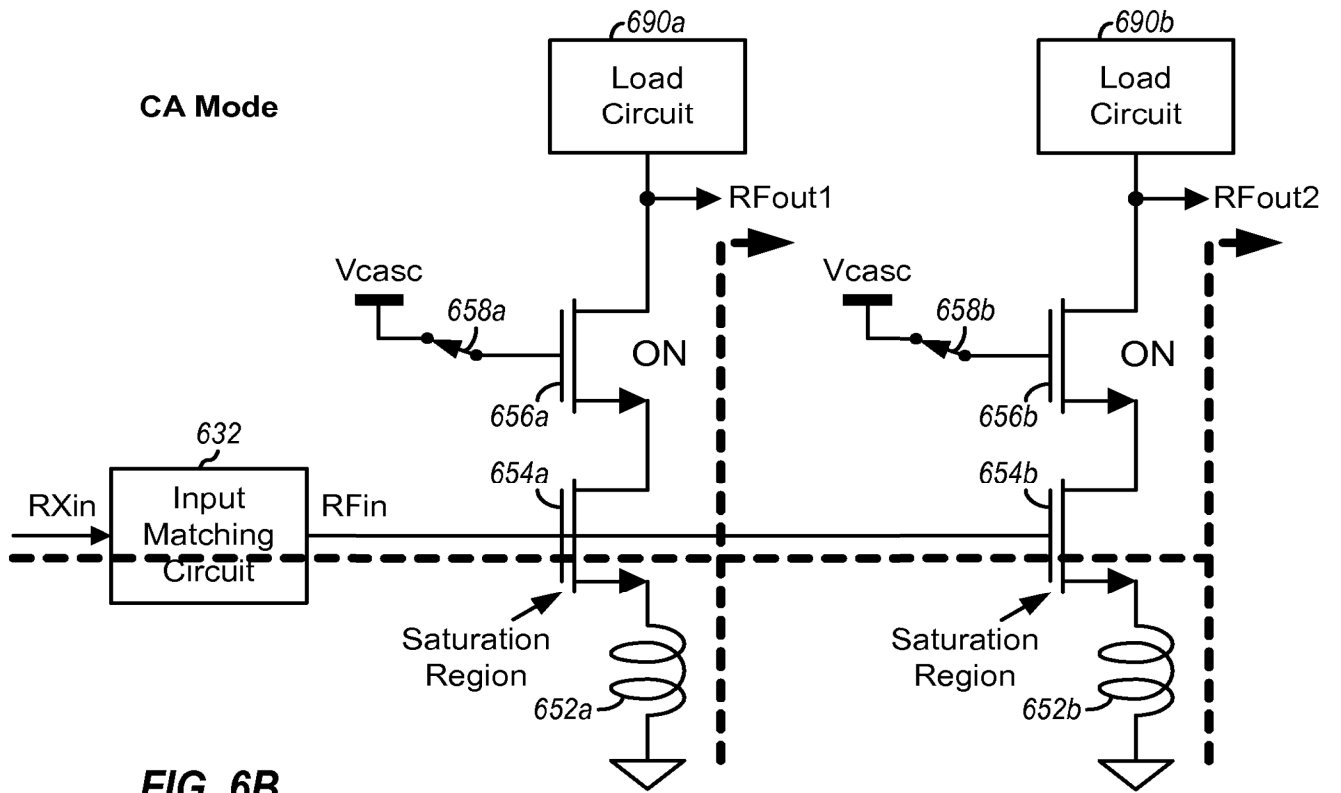 690a
690b
Load
Circuit
Load
Circuit
CA Mode
RFout1
RFout2
Vcasc
Vcasc
658a
658b
ON
ON
656a
656b
632
654a
654b
RXin
Input
Matching
Circuit
RFin
Saturation
Region
Saturation
Region
652a
652b
FIG. 6B